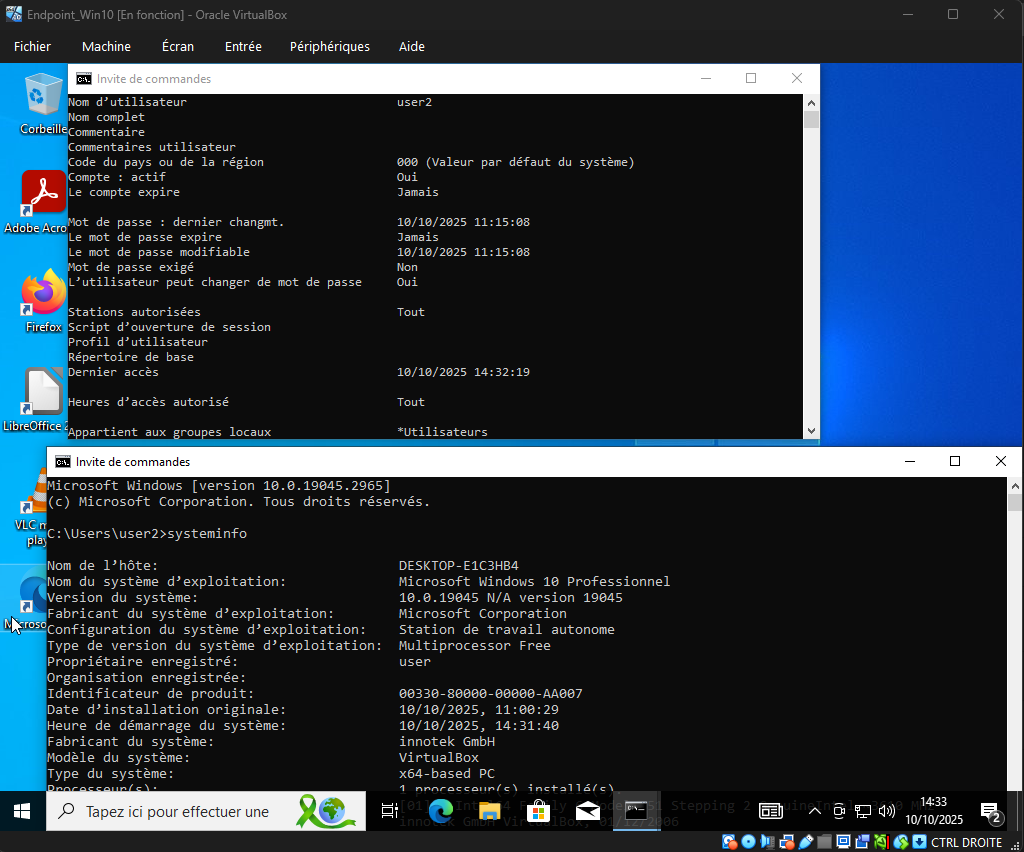 Endpoint_Win10 [En fonction] - Oracle VirtualBox
Fichier Machine Écran Entrée Périphériques Aide
Corbeille
Adobe Acro
Firefox
LibreOffice
VLC m
play
Microso
Invite de commandes
Nom d’utilisateur user2
Nom complet
Commentaire
Commentaires utilisateur
Code du pays ou de la région 000 (Valeur par défaut du système)
Compte : actif Oui
Le compte expire Jamais
Mot de passe : dernier changmt. 10/10/2025 11:15:08
Le mot de passe expire Jamais
Le mot de passe modifiable 10/10/2025 11:15:08
Mot de passe exigé Non
L’utilisateur peut changer de mot de passe Oui
Stations autorisées Tout
Script d’ouverture de session
Profil d’utilisateur
Répertoire de base
Dernier accès 10/10/2025 14:32:19
Heures d’accès autorisé Tout
Appartient aux groupes locaux *Utilisateurs
Invite de commandes
Microsoft Windows [version 10.0.19045.2965]
(c) Microsoft Corporation. Tous droits réservés.
C:\Users\user2>systeminfo
Nom de l’hôte: DESKTOP-E1C3HB4
Nom du système d’exploitation: Microsoft Windows 10 Professionnel
Version du système: 10.0.19045 N/A version 19045
Fabricant du système d’exploitation: Microsoft Corporation
Configuration du système d’exploitation: Station de travail autonome
Type de version du système d’exploitation: Multiprocessor Free
Propriétaire enregistré: user
Organisation enregistrée:
Identificateur de produit: 00330-80000-00000-AA007
Date d’installation originale: 10/10/2025, 11:00:29
Heure de démarrage du système: 10/10/2025, 14:31:40
Fabricant du système: innotek GmbH
Modèle du système: VirtualBox
Type du système: x64-based PC
Processeur(s): 1 processeur(s) installé(s).
Stepping 2
innotek GmbH VirtualBox, 01/12/2006
Tapez ici pour effectuer une
14:33
10/10/2025
2
CTRL DROITE